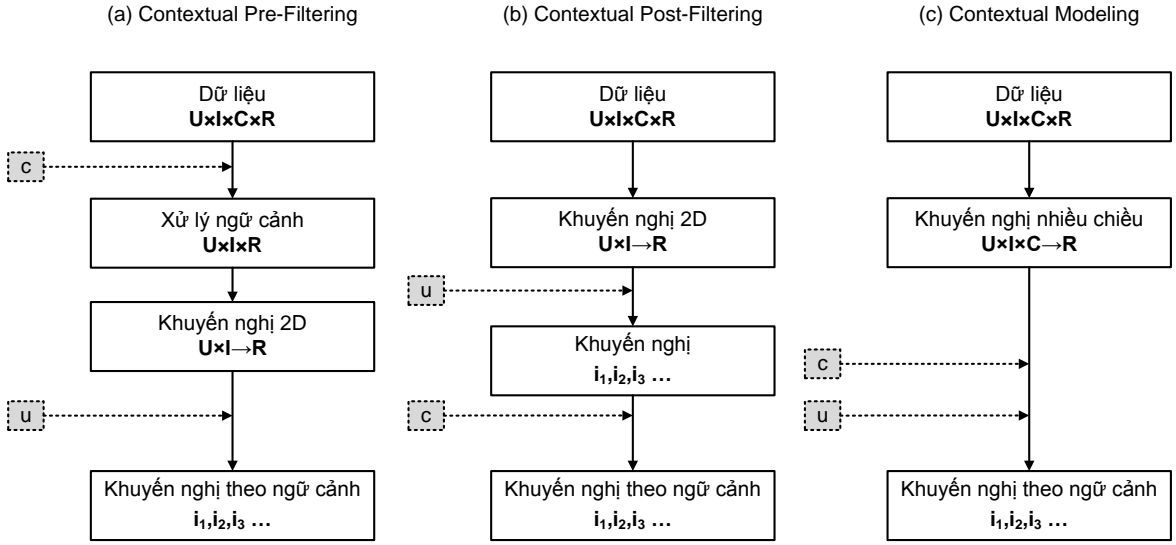 (a) Contextual Pre-Filtering
Dữ liệu
U×I×C×R
c
Xử lý ngữ cảnh
U×I×R
Khuyến nghị 2D
U×I→R
u
Khuyến nghị theo ngữ cảnh
i₁,i₂,i₃ …
(b) Contextual Post-Filtering
Dữ liệu
U×I×C×R
Khuyến nghị 2D
U×I→R
u
Khuyến nghị
i₁,i₂,i₃ …
c
Khuyến nghị theo ngữ cảnh
i₁,i₂,i₃ …
(c) Contextual Modeling
Dữ liệu
U×I×C×R
Khuyến nghị nhiều chiều
U×I×C→R
c
u
Khuyến nghị theo ngữ cảnh
i₁,i₂,i₃ …